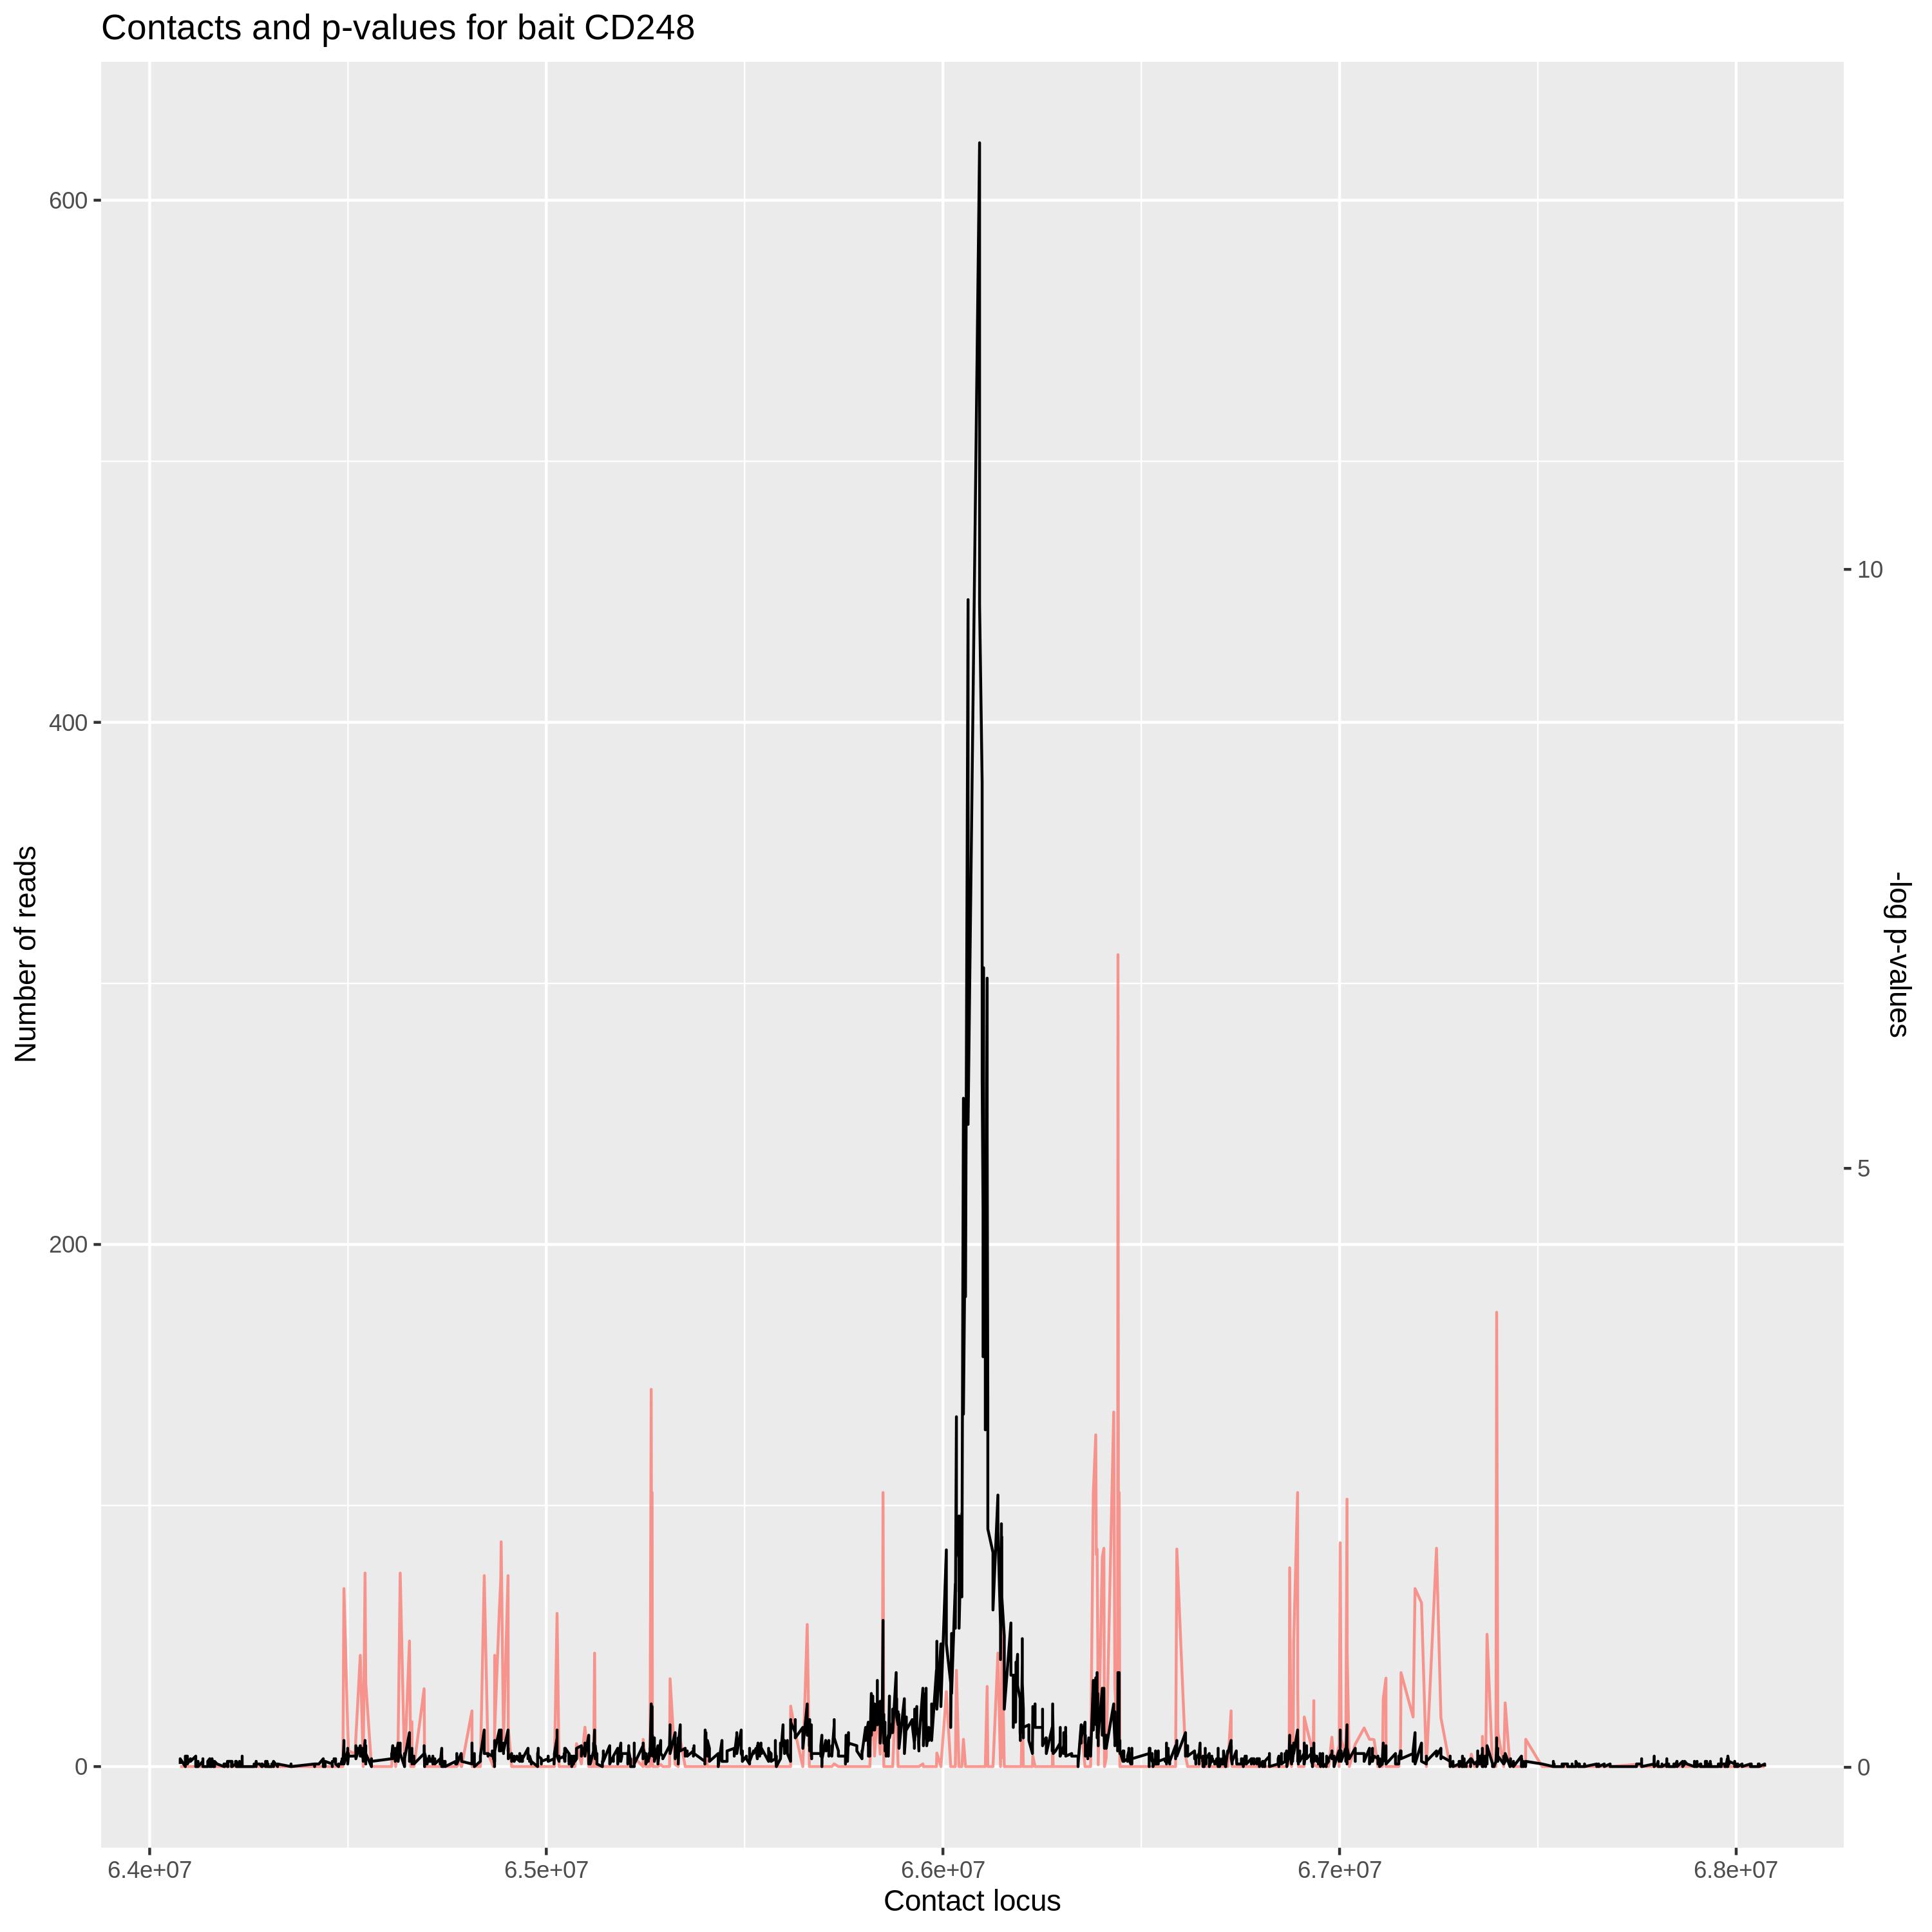 Contacts and p-values for bait CD248
Number of reads
600
400
200
0
10
5
0
-log p-values
6.4e+07
6.5e+07
6.6e+07
6.7e+07
6.8e+07
Contact locus